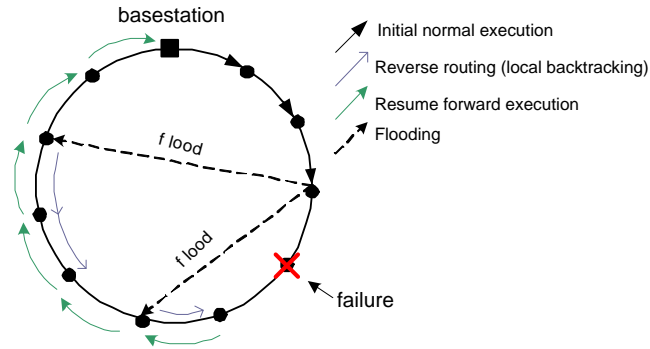 basestation
Initial normal execution
Reverse routing (local backtracking)
Resume forward execution
Flooding
f lood
f lood
failure